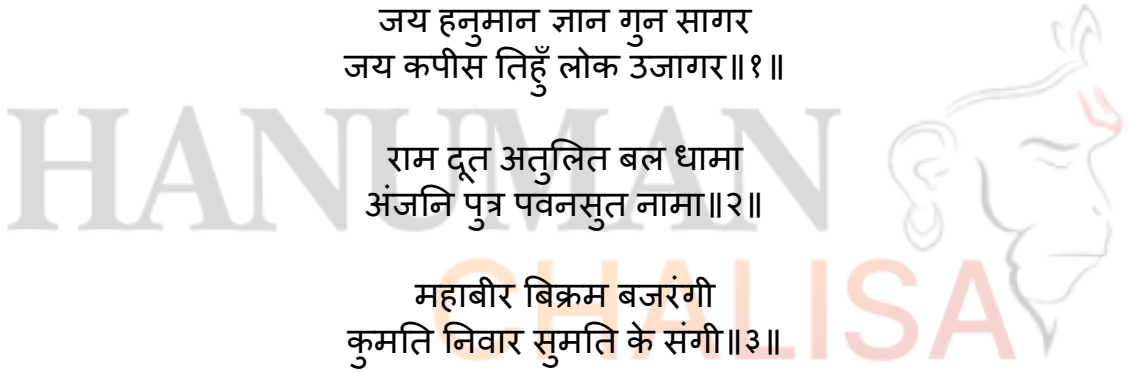 जय हनुमान ज्ञान गुन सागर
जय कपीस तिहुँ लोक उजागर॥१॥
राम दूत अतुलित बल धामा
अंजनि पुत्र पवनसुत नामा॥२॥
महाबीर बिक्रम बजरंगी
कुमति निवार सुमति के संगी॥३॥
HANUMAN
CHALISA